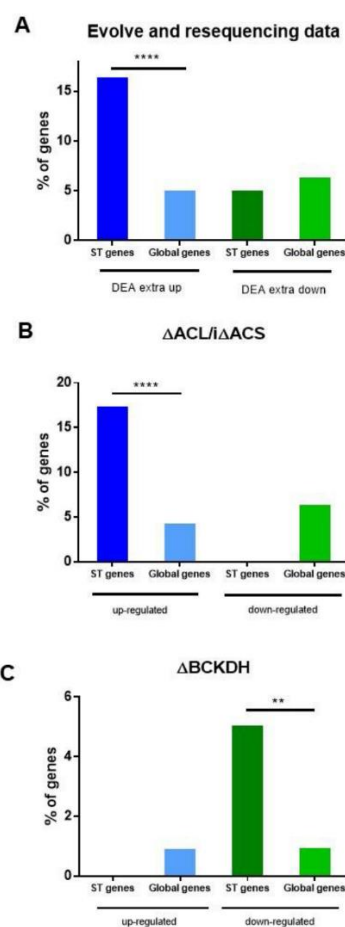 A
Evolve and resequencing data
****
15
10
5
0
% of genes
ST genes Global genes ST genes Global genes
DEA extra up DEA extra down
B
ΔACL/iΔACS
****
20
15
10
5
0
% of genes
ST genes Global genes ST genes Global genes
up-regulated down-regulated
C
ΔBCKDH
**
6
4
2
0
% of genes
ST genes Global genes ST genes Global genes
up-regulated down-regulated